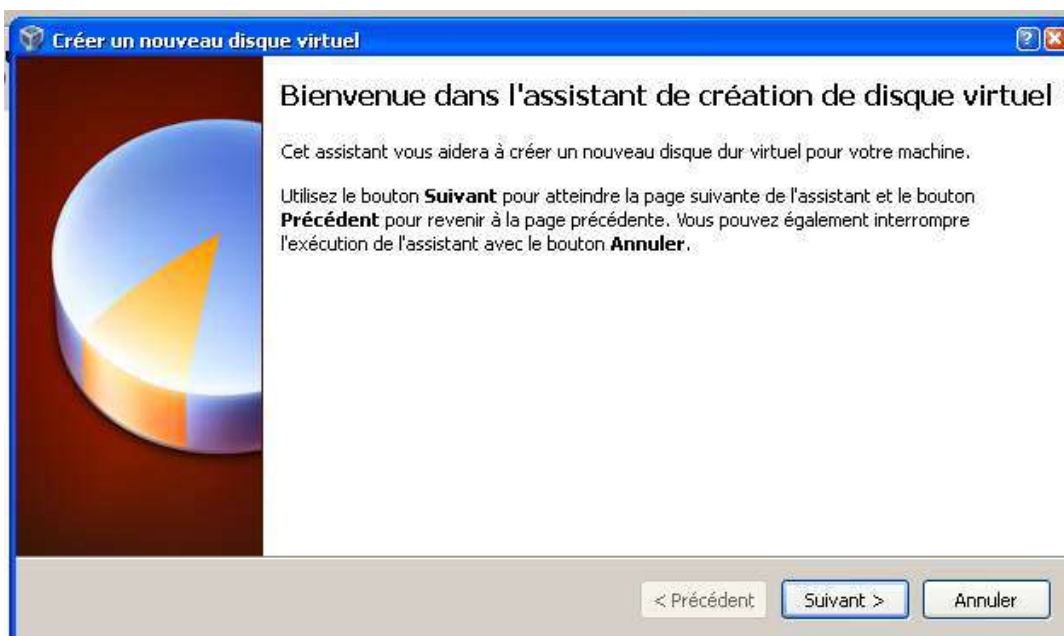 Créer un nouveau disque virtuel
Bienvenue dans l'assistant de création de disque virtuel
Cet assistant vous aidera à créer un nouveau disque dur virtuel pour votre machine.
Utilisez le bouton Suivant pour atteindre la page suivante de l'assistant et le bouton
Précédent pour revenir à la page précédente. Vous pouvez également interrompre
l'exécution de l'assistant avec le bouton Annuler.
< Précédent
Suivant >
Annuler